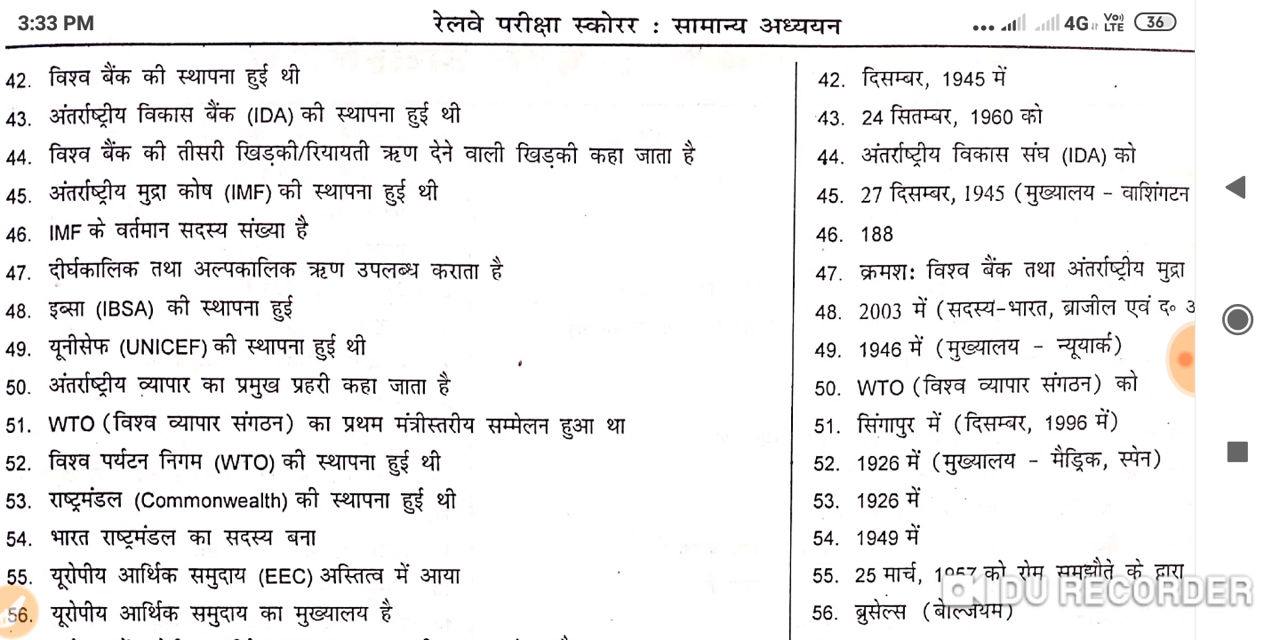 3:33 PM
रेलवे परीक्षा स्कोरर : सामान्य अध्ययन
4G Vo) LTE 36
42. विश्व बैंक की स्थापना हुई थी
42. दिसम्बर, 1945 में
43. अंतर्राष्ट्रीय विकास बैंक (IDA) की स्थापना हुई थी
43. 24 सितम्बर, 1960 को
44. विश्व बैंक की तीसरी खिड़की/रियायती ऋण देने वाली खिड़की कहा जाता है
44. अंतर्राष्ट्रीय विकास संघ (IDA) को
45. अंतर्राष्ट्रीय मुद्रा कोष (IMF) की स्थापना हुई थी
45. 27 दिसम्बर, 1945 (मुख्यालय - वाशिंगटन
46. IMF के वर्तमान सदस्य संख्या है
46. 188
47. दीर्घकालिक तथा अल्पकालिक ऋण उपलब्ध कराता है
47. क्रमश: विश्व बैंक तथा अंतर्राष्ट्रीय मुद्रा
48. इब्सा (IBSA) की स्थापना हुई
48. 2003 में (सदस्य-भारत, ब्राजील एवं द॰
49. यूनीसेफ (UNICEF) की स्थापना हुई थी
49. 1946 में (मुख्यालय - न्यूयार्क)
50. अंतर्राष्ट्रीय व्यापार का प्रमुख प्रहरी कहा जाता है
50. WTO (विश्व व्यापार संगठन) को
51. WTO (विश्व व्यापार संगठन) का प्रथम मंत्रीस्तरीय सम्मेलन हुआ था
51. सिंगापुर में (दिसम्बर, 1996 में)
52. विश्व पर्यटन निगम (WTO) की स्थापना हुई थी
52. 1926 में (मुख्यालय - मैड्रिक, स्पेन)
53. राष्ट्रमंडल (Commonwealth) की स्थापना हुई थी
53. 1926 में
54. भारत राष्ट्रमंडल का सदस्य बना
54. 1949 में
55. यूरोपीय आर्थिक समुदाय (EEC) अस्तित्व में आया
55. 25 मार्च, 1957 को रोम समझौते के द्वारा
DU RECORDER
56. यूरोपीय आर्थिक समुदाय का मुख्यालय है
56. ब्रुसेल्स (बेल्जियम)